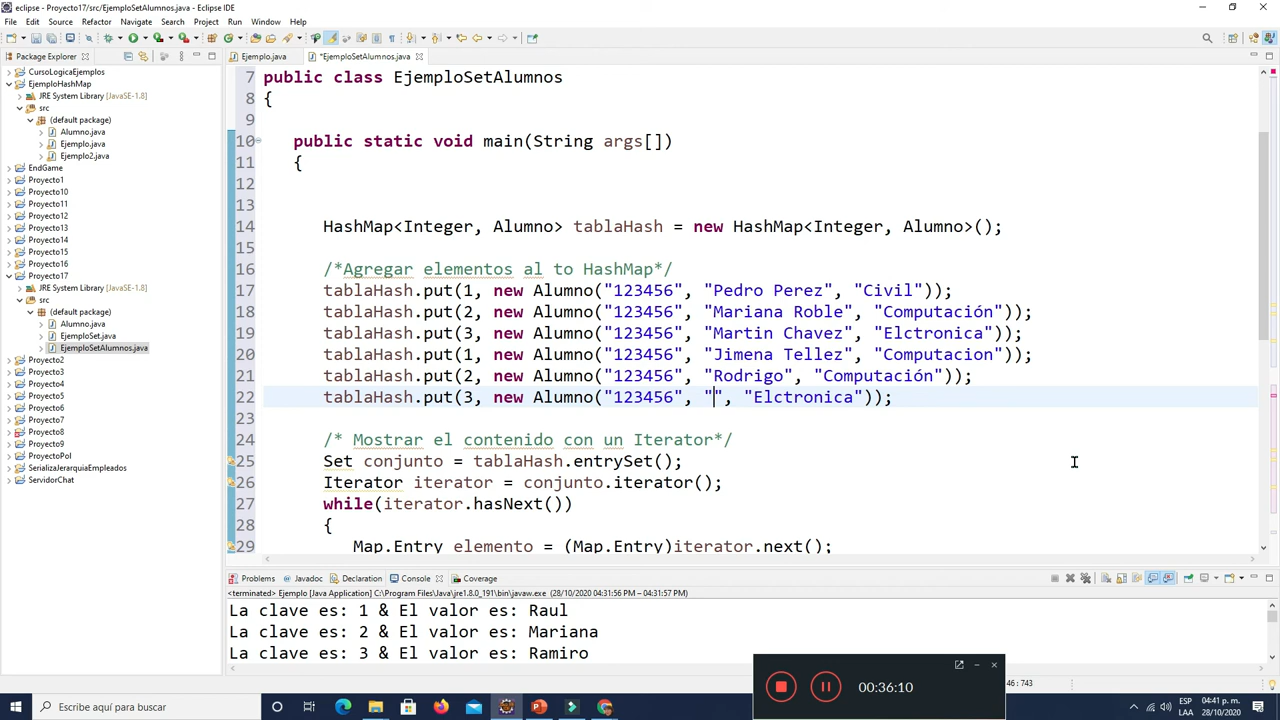 eclipse - Proyecto17/src/EjemploSetAlumnos.java - Eclipse IDE
File Edit Source Refactor Navigate Search Project Run Window Help
Package Explorer
Ejemplo.java
*EjemploSetAlumnos.java
CursoLogicaEjemplos
EjemploHashMap
JRE System Library [JavaSE-1.8]
src
(default package)
Alumno.java
Ejemplo.java
Ejemplo2.java
EndGame
Proyecto1
Proyecto10
Proyecto11
Proyecto12
Proyecto13
Proyecto14
Proyecto15
Proyecto16
Proyecto17
JRE System Library [JavaSE-1.8]
src
(default package)
Alumno.java
EjemploSet.java
EjemploSetAlumnos.java
Proyecto2
Proyecto3
Proyecto4
Proyecto5
Proyecto6
Proyecto7
Proyecto8
Proyecto9
ProyectoPol
SerializaJerarquiaEmpleados
ServidorChat
7 public class EjemploSetAlumnos
8 {
9
10 public static void main(String args[])
11 {
12
13
14 HashMap<Integer, Alumno> tablaHash = new HashMap<Integer, Alumno>();
15
16 /*Agregar elementos al to HashMap*/
17 tablaHash.put(1, new Alumno("123456", "Pedro Perez", "Civil"));
18 tablaHash.put(2, new Alumno("123456", "Mariana Roble", "Computación"));
19 tablaHash.put(3, new Alumno("123456", "Martin Chavez", "Elctronica"));
20 tablaHash.put(1, new Alumno("123456", "Jimena Tellez", "Computacion"));
21 tablaHash.put(2, new Alumno("123456", "Rodrigo", "Computación"));
22 tablaHash.put(3, new Alumno("123456", "", "Elctronica"));
23
24 /* Mostrar el contenido con un Iterator*/
25 Set conjunto = tablaHash.entrySet();
26 Iterator iterator = conjunto.iterator();
27 while(iterator.hasNext())
28 {
29 Map.Entry elemento = (Map.Entry)iterator.next();
Problems Javadoc Declaration Console Coverage
<terminated> Ejemplo [Java Application] C:\Program Files\Java\jre1.8.0_191\bin\javaw.exe (28/10/2020 04:31:56 PM – 04:31:57 PM)
La clave es: 1 & El valor es: Raul
La clave es: 2 & El valor es: Mariana
La clave es: 3 & El valor es: Ramiro
00:36:10
46 : 743
Escribe aquí para buscar
ESP
LAA
04:41 p. m.
28/10/2020